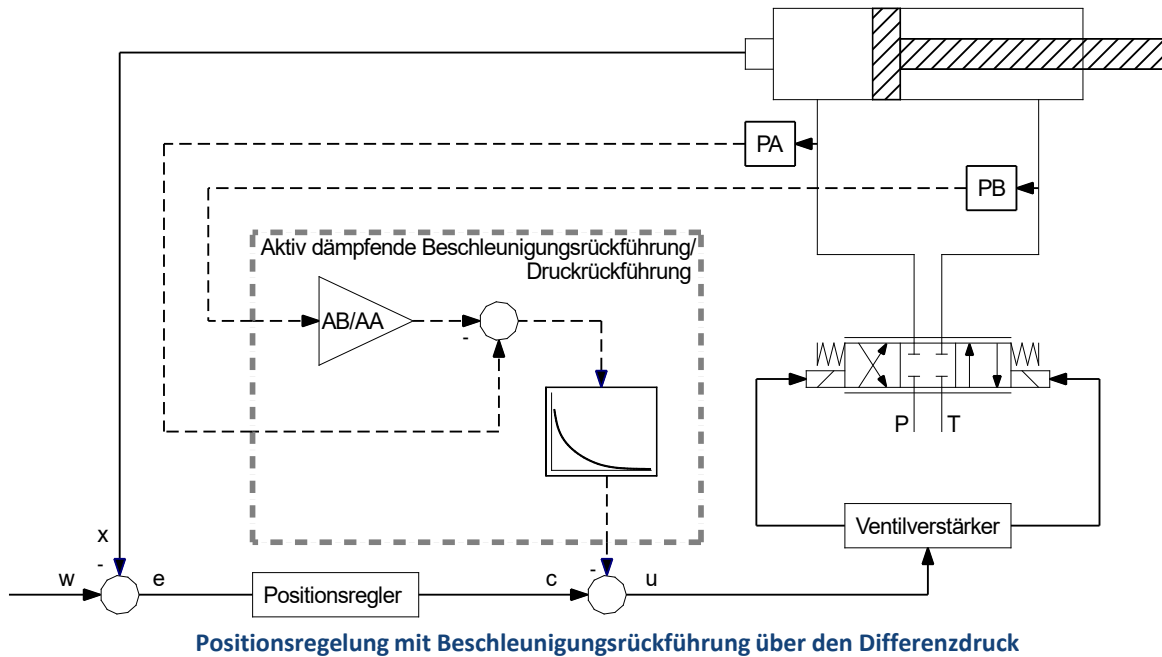 PA
PB
Aktiv dämpfende Beschleunigungsrückführung/
Druckrückführung
AB/AA
-
P
T
Ventilverstärker
x
-
w
e
Positionsregler
c
-
u
Positionsregelung mit Beschleunigungsrückführung über den Differenzdruck